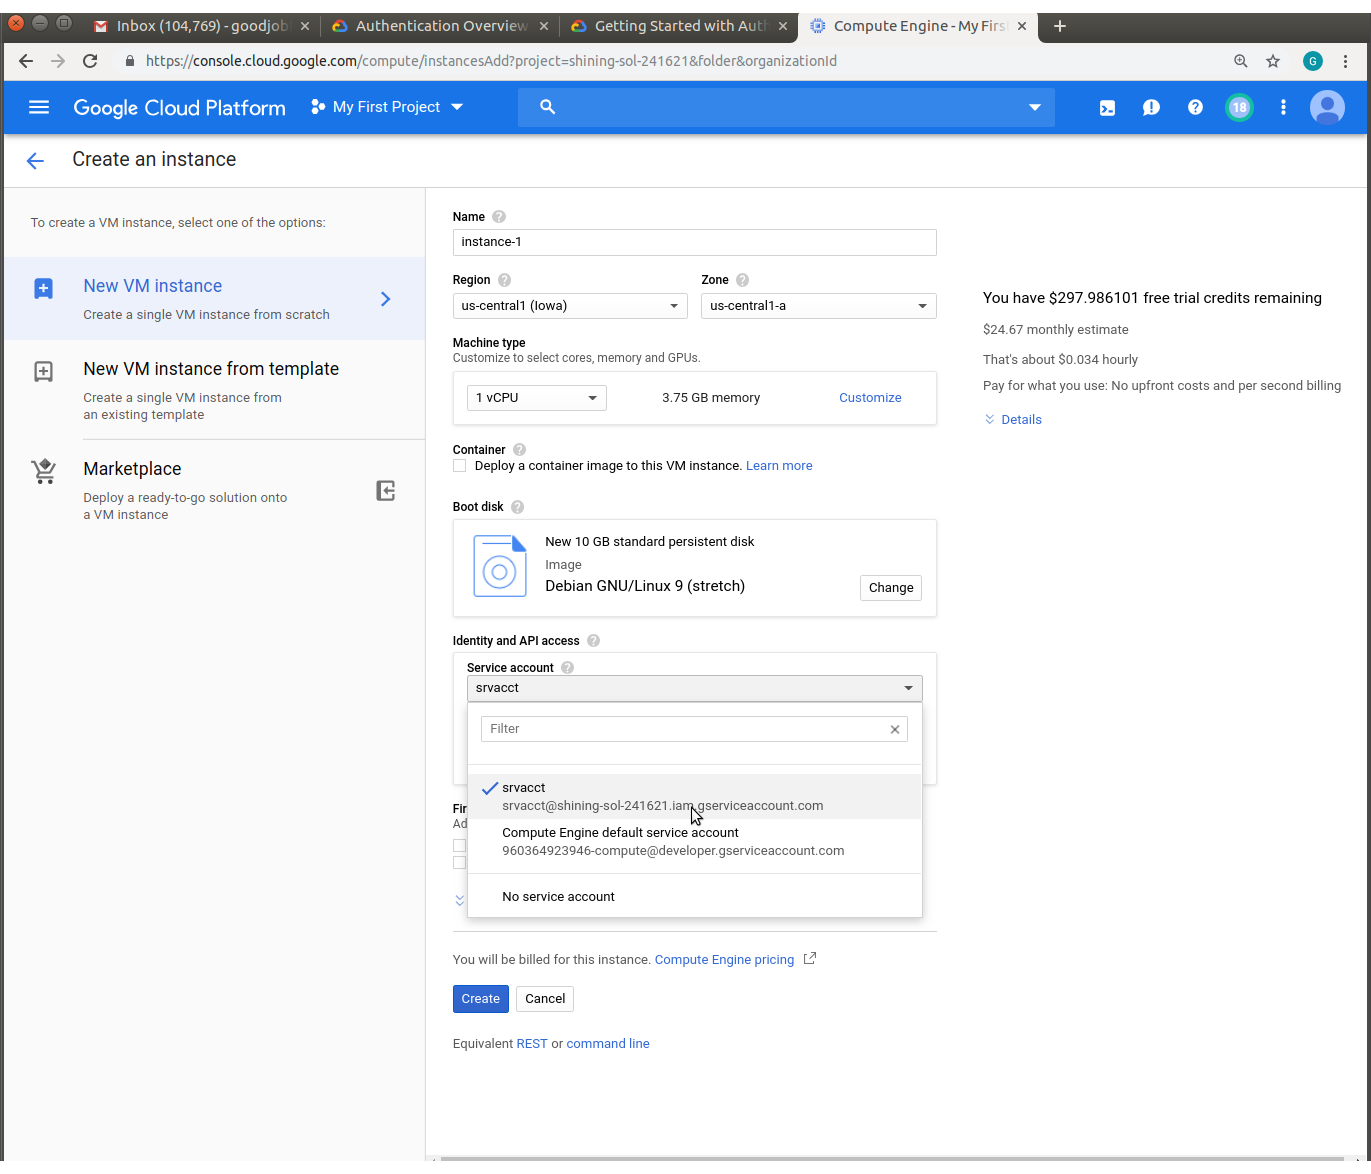 Inbox (104,769) - goodjob
Authentication Overview
Getting Started with Auth
Compute Engine - My Firs
https://console.cloud.google.com/compute/instancesAdd?project=shining-sol-241621&folder&organizationId
G
Google Cloud Platform
My First Project
18
Create an instance
To create a VM instance, select one of the options:
New VM instance
Create a single VM instance from scratch
New VM instance from template
Create a single VM instance from
an existing template
Marketplace
Deploy a ready-to-go solution onto
a VM instance
Name
instance-1
Region
Zone
us-central1 (Iowa)
us-central1-a
Machine type
Customize to select cores, memory and GPUs.
1 vCPU
3.75 GB memory
Customize
Container
Deploy a container image to this VM instance. Learn more
Boot disk
New 10 GB standard persistent disk
Image
Debian GNU/Linux 9 (stretch)
Change
Identity and API access
Service account
srvacct
Filter
srvacct
srvacct@shining-sol-241621.iam.gserviceaccount.com
Compute Engine default service account
960364923946-compute@developer.gserviceaccount.com
No service account
Fir
Ad
You will be billed for this instance. Compute Engine pricing
Create
Cancel
Equivalent REST or command line
You have $297.986101 free trial credits remaining
$24.67 monthly estimate
That's about $0.034 hourly
Pay for what you use: No upfront costs and per second billing
Details